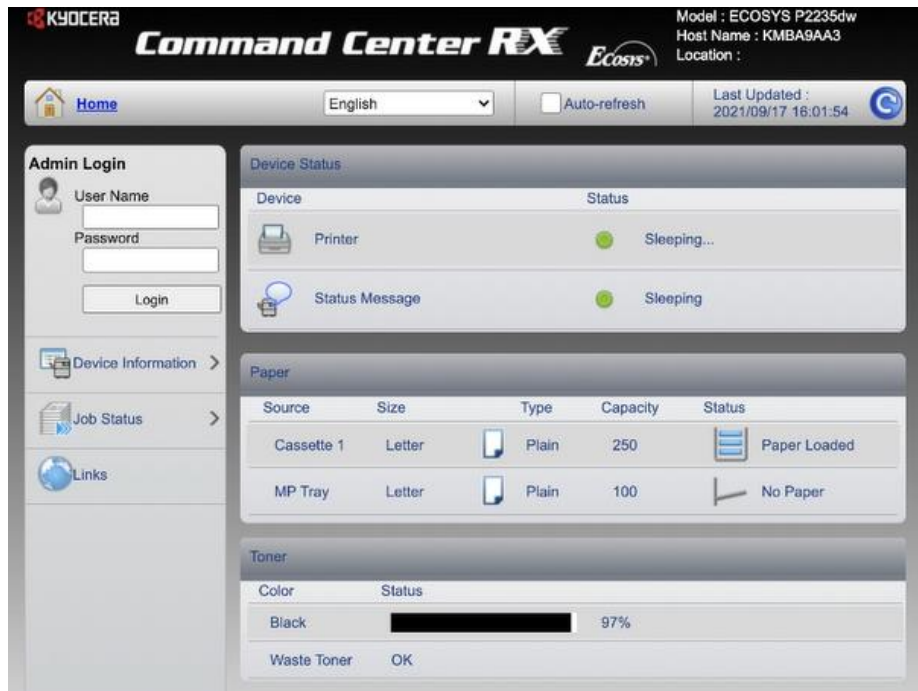 KYOCERA
Command Center RX
ECOSYS
Model : ECOSYS P2235dw
Host Name : KMBA9AA3
Location :
Home
English
Auto-refresh
Last Updated :
2021/09/17 16:01:54
Admin Login
User Name
Password
Login
Device Information
Job Status
Links
Device Status
Device Status
Printer Sleeping...
Status Message Sleeping
Paper
Source Size Type Capacity Status
Cassette 1 Letter Plain 250 Paper Loaded
MP Tray Letter Plain 100 No Paper
Toner
Color Status
Black 97%
Waste Toner OK